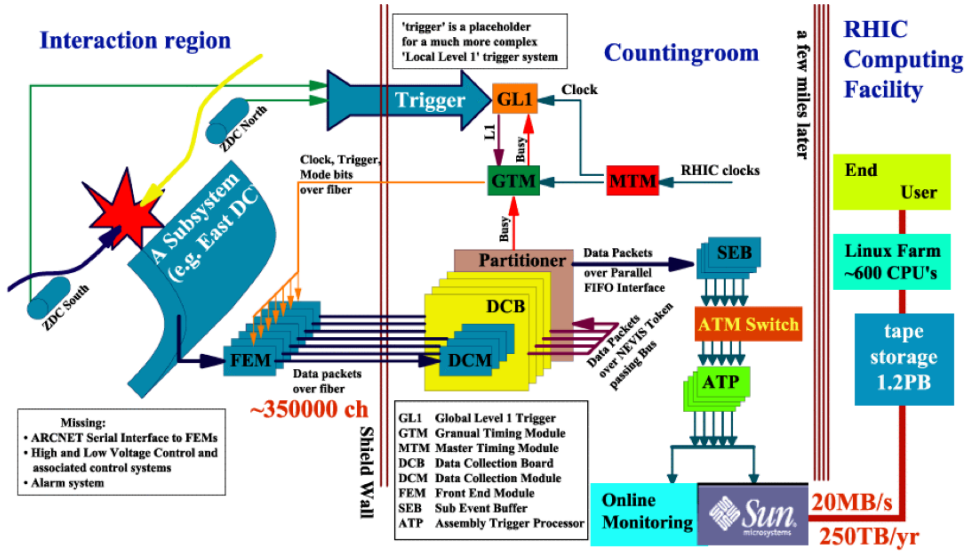 Interaction region
'trigger' is a placeholder
for a much more complex
'Local Level 1' trigger system
Countingroom
a few miles later
RHIC
Computing
Facility
ZDC North
Trigger
GL1
Clock
L1
Busy
Clock, Trigger,
Mode bits
over fiber
GTM
MTM
RHIC clocks
End
User
A Subsystem
(e.g. East DC)
Busy
Partitioner
Data Packets
over Parallel
FIFO Interface
SEB
Linux Farm
~600 CPU's
ZDC South
DCB
ATM Switch
tape
storage
1.2PB
FEM
DCM
Data Packets
over NEVIS Token
passing Bus
Data packets
over fiber
ATP
~350000 ch
Missing:
• ARCNET Serial Interface to FEMs
• High and Low Voltage Control and
associated control systems
• Alarm system
Shield Wall
GL1 Global Level 1 Trigger
GTM Granual Timing Module
MTM Master Timing Module
DCB Data Collection Board
DCM Data Collection Module
FEM Front End Module
SEB Sub Event Buffer
ATP Assembly Trigger Processor
Online
Monitoring
Sun
microsystems
20MB/s
250TB/yr